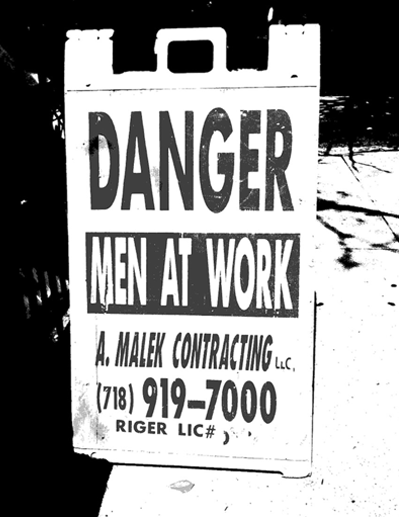 DANGER
MEN AT WORK
A. MALEK CONTRACTING LLC.
(718) 919-7000
RIGER LIC#